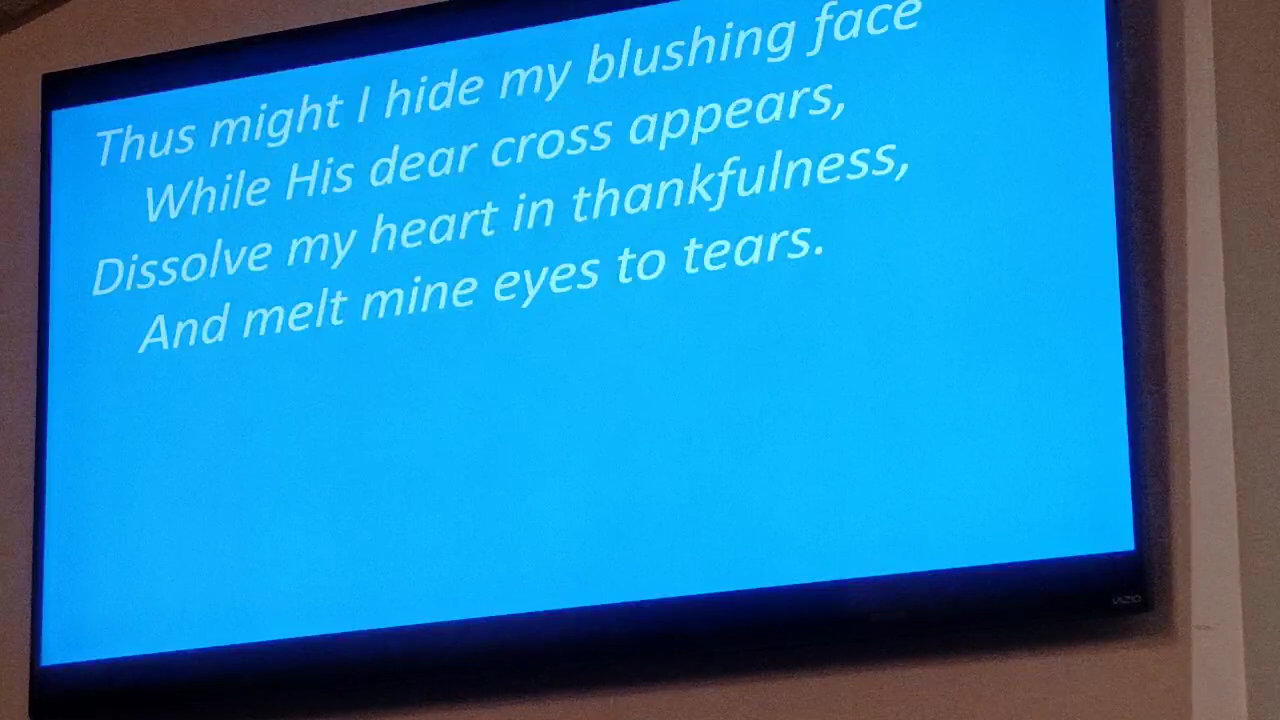 Thus might I hide my blushing face
While His dear cross appears,
Dissolve my heart in thankfulness,
And melt mine eyes to tears.
VIZIO